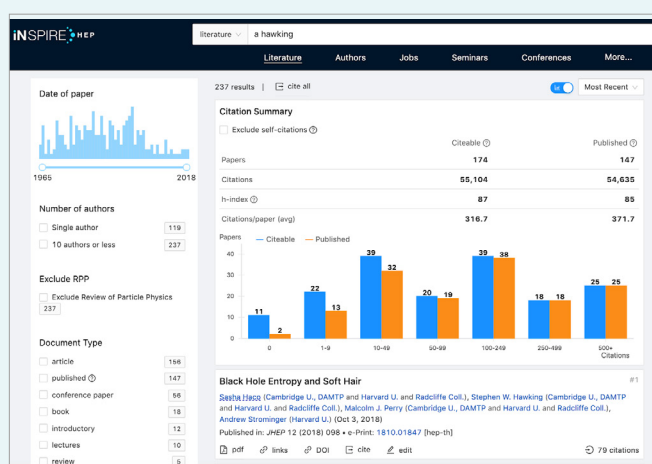 iNSPIRE HEP
literature a hawking
Literature Authors Jobs Seminars Conferences More...
Date of paper
1965 2018
Number of authors
Single author 119
10 authors or less 237
Exclude RPP
Exclude Review of Particle Physics
237
Document Type
article 156
published 147
conference paper 56
book 18
introductory 12
lectures 10
review 5
237 results | cite all Most Recent
Citation Summary
Exclude self-citations
Citeable Published
Papers 174 147
Citations 55,104 54,635
h-index 87 85
Citations/paper (avg) 316.7 371.7
Papers Citeable Published
40
30
20
10
0
11 2 22 13 39 32 20 19 39 38 18 18 25 25
0 1-9 10-49 50-99 100-249 250-499 500+
Citations
Black Hole Entropy and Soft Hair #1
Sasha Haco (Cambridge U., DAMTP and Harvard U. and Radcliffe Coll.), Stephen W. Hawking (Cambridge U., DAMTP
and Harvard U. and Radcliffe Coll.), Malcolm J. Perry (Cambridge U., DAMTP and Harvard U. and Radcliffe Coll.),
Andrew Strominger (Harvard U.) (Oct 3, 2018)
Published in: JHEP 12 (2018) 098 • e-Print: 1810.01847 [hep-th]
pdf links DOI cite edit 79 citations